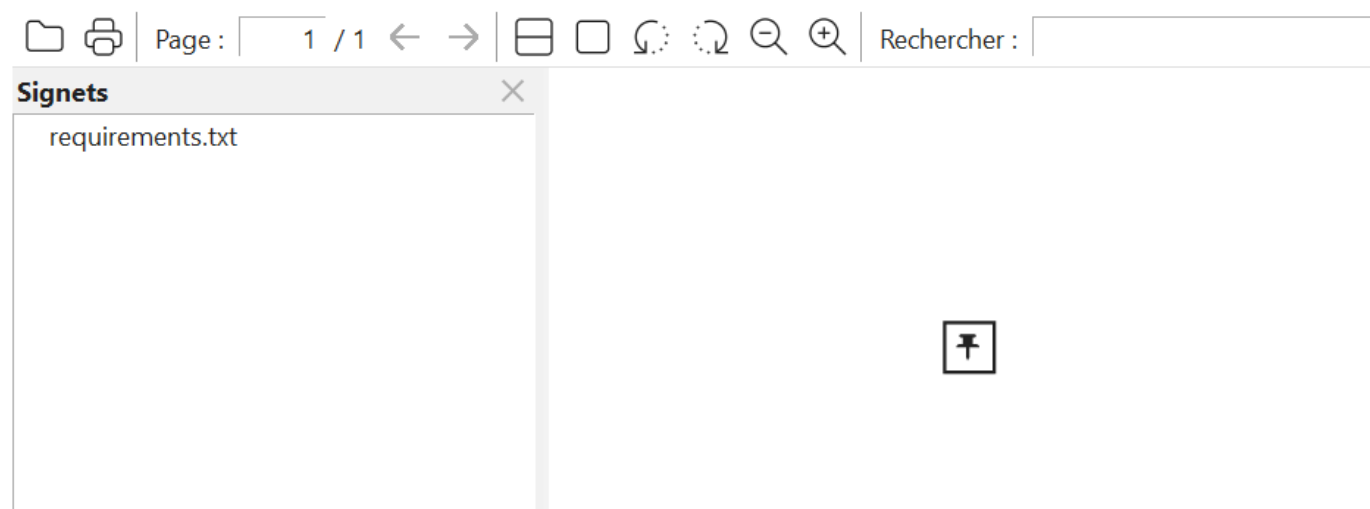 Page : 1 / 1 Rechercher :
Signets
requirements.txt